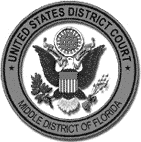 UNITED STATES DISTRICT COURT
MIDDLE DISTRICT OF FLORIDA